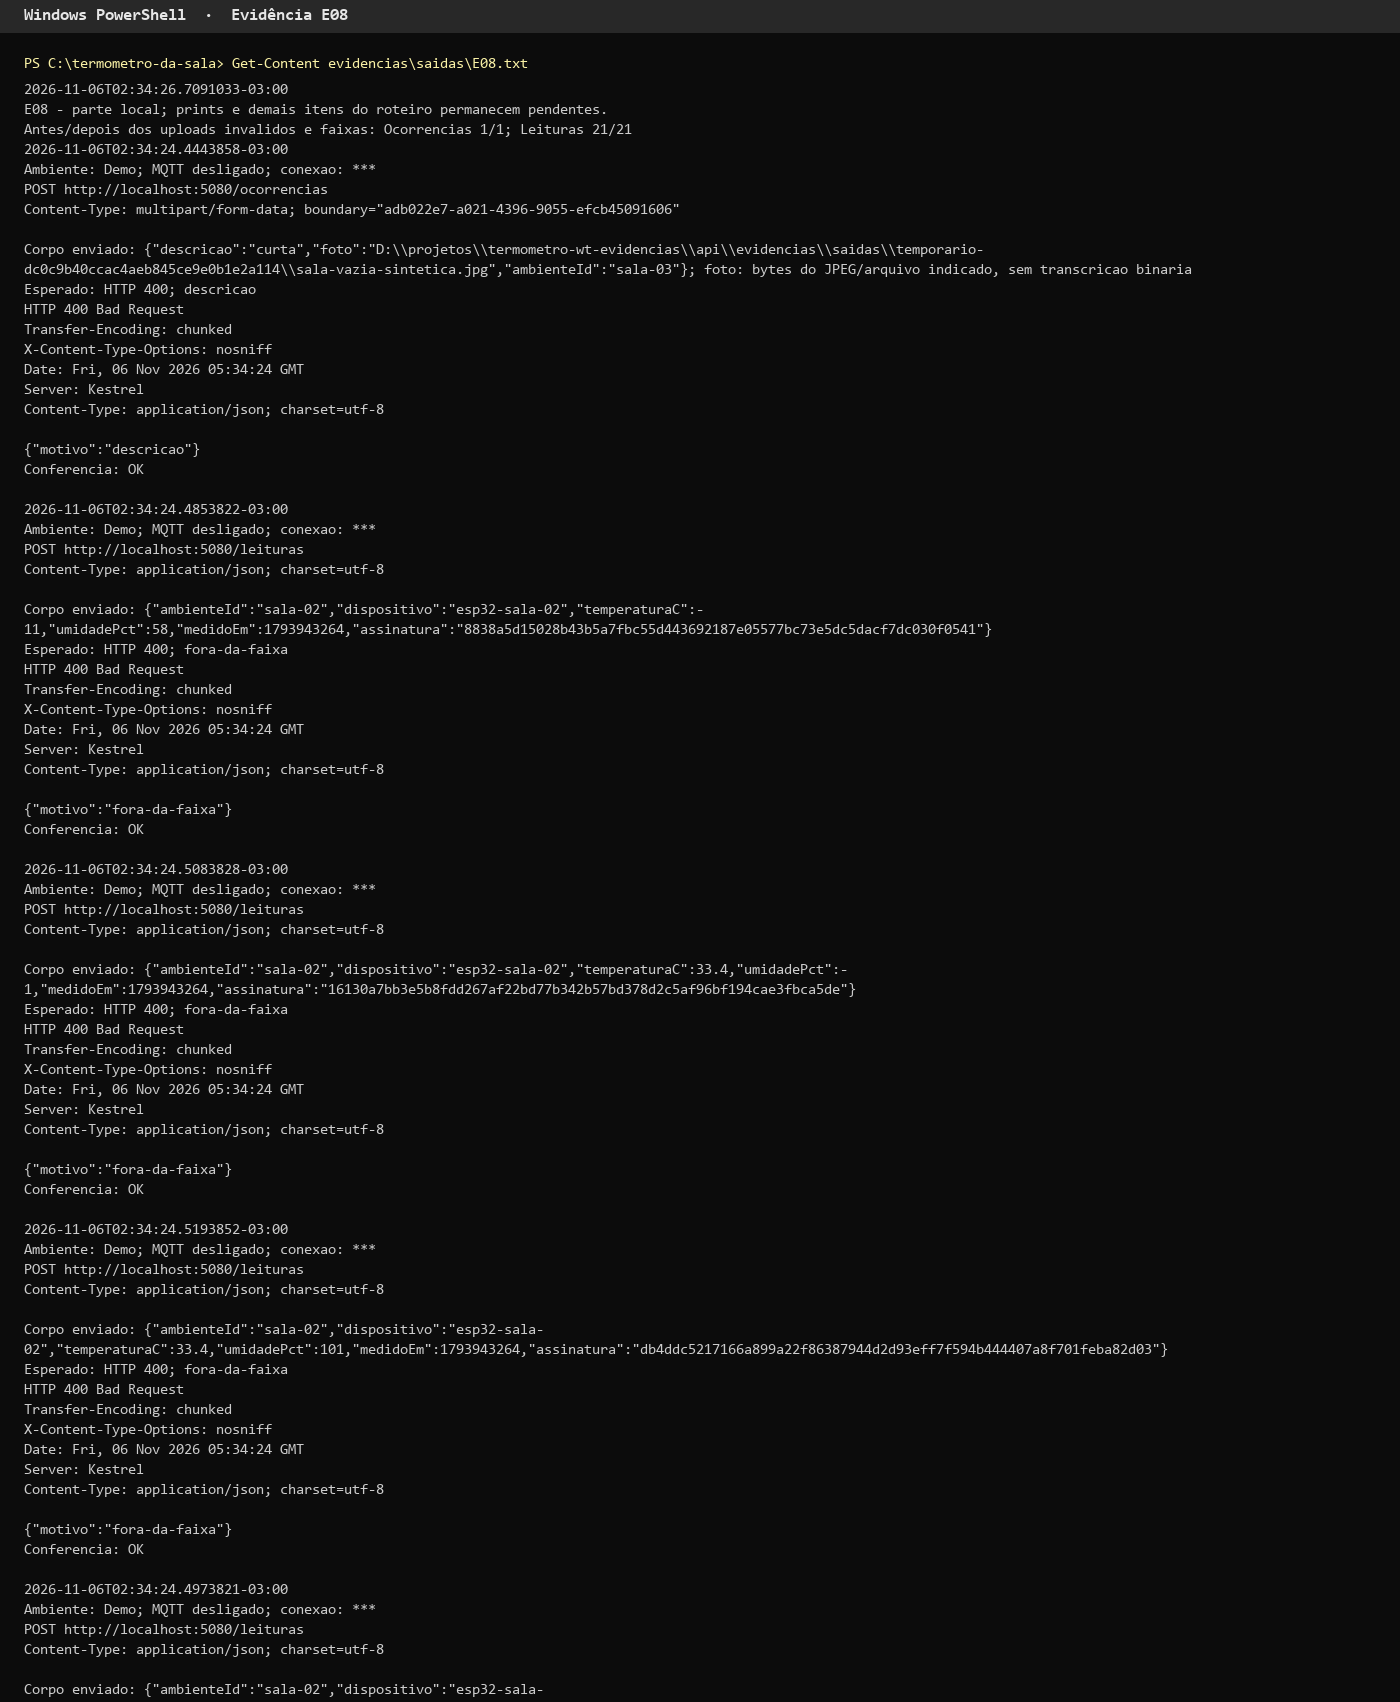 Windows PowerShell · Evidência E08
PS C:\termometro-da-sala> Get-Content evidencias\saidas\E08.txt
2026-11-06T02:34:26.7091033-03:00
E08 - parte local; prints e demais itens do roteiro permanecem pendentes.
Antes/depois dos uploads invalidos e faixas: Ocorrencias 1/1; Leituras 21/21
2026-11-06T02:34:24.4443858-03:00
Ambiente: Demo; MQTT desligado; conexao: ***
POST http://localhost:5080/ocorrencias
Content-Type: multipart/form-data; boundary="adb022e7-a021-4396-9055-efcb45091606"
Corpo enviado: {"descricao":"curta","foto":"D:\\projetos\\termometro-wt-evidencias\\api\\evidencias\\saidas\\temporario-
dc0c9b40ccac4aeb845ce9e0b1e2a114\\sala-vazia-sintetica.jpg","ambienteId":"sala-03"}; foto: bytes do JPEG/arquivo indicado, sem transcricao binaria
Esperado: HTTP 400; descricao
HTTP 400 Bad Request
Transfer-Encoding: chunked
X-Content-Type-Options: nosniff
Date: Fri, 06 Nov 2026 05:34:24 GMT
Server: Kestrel
Content-Type: application/json; charset=utf-8
{"motivo":"descricao"}
Conferencia: OK
2026-11-06T02:34:24.4853822-03:00
Ambiente: Demo; MQTT desligado; conexao: ***
POST http://localhost:5080/leituras
Content-Type: application/json; charset=utf-8
Corpo enviado: {"ambienteId":"sala-02","dispositivo":"esp32-sala-02","temperaturaC":-
11,"umidadePct":58,"medidoEm":1793943264,"assinatura":"8838a5d15028b43b5a7fbc55d443692187e05577bc73e5dc5dacf7dc030f0541"}
Esperado: HTTP 400; fora-da-faixa
HTTP 400 Bad Request
Transfer-Encoding: chunked
X-Content-Type-Options: nosniff
Date: Fri, 06 Nov 2026 05:34:24 GMT
Server: Kestrel
Content-Type: application/json; charset=utf-8
{"motivo":"fora-da-faixa"}
Conferencia: OK
2026-11-06T02:34:24.5083828-03:00
Ambiente: Demo; MQTT desligado; conexao: ***
POST http://localhost:5080/leituras
Content-Type: application/json; charset=utf-8
Corpo enviado: {"ambienteId":"sala-02","dispositivo":"esp32-sala-02","temperaturaC":33.4,"umidadePct":-
1,"medidoEm":1793943264,"assinatura":"16130a7bb3e5b8fdd267af22bd77b342b57bd378d2c5af96bf194cae3fbca5de"}
Esperado: HTTP 400; fora-da-faixa
HTTP 400 Bad Request
Transfer-Encoding: chunked
X-Content-Type-Options: nosniff
Date: Fri, 06 Nov 2026 05:34:24 GMT
Server: Kestrel
Content-Type: application/json; charset=utf-8
{"motivo":"fora-da-faixa"}
Conferencia: OK
2026-11-06T02:34:24.5193852-03:00
Ambiente: Demo; MQTT desligado; conexao: ***
POST http://localhost:5080/leituras
Content-Type: application/json; charset=utf-8
Corpo enviado: {"ambienteId":"sala-02","dispositivo":"esp32-sala-
02","temperaturaC":33.4,"umidadePct":101,"medidoEm":1793943264,"assinatura":"db4ddc5217166a899a22f86387944d2d93eff7f594b444407a8f701feba82d03"}
Esperado: HTTP 400; fora-da-faixa
HTTP 400 Bad Request
Transfer-Encoding: chunked
X-Content-Type-Options: nosniff
Date: Fri, 06 Nov 2026 05:34:24 GMT
Server: Kestrel
Content-Type: application/json; charset=utf-8
{"motivo":"fora-da-faixa"}
Conferencia: OK
2026-11-06T02:34:24.4973821-03:00
Ambiente: Demo; MQTT desligado; conexao: ***
POST http://localhost:5080/leituras
Content-Type: application/json; charset=utf-8
Corpo enviado: {"ambienteId":"sala-02","dispositivo":"esp32-sala-